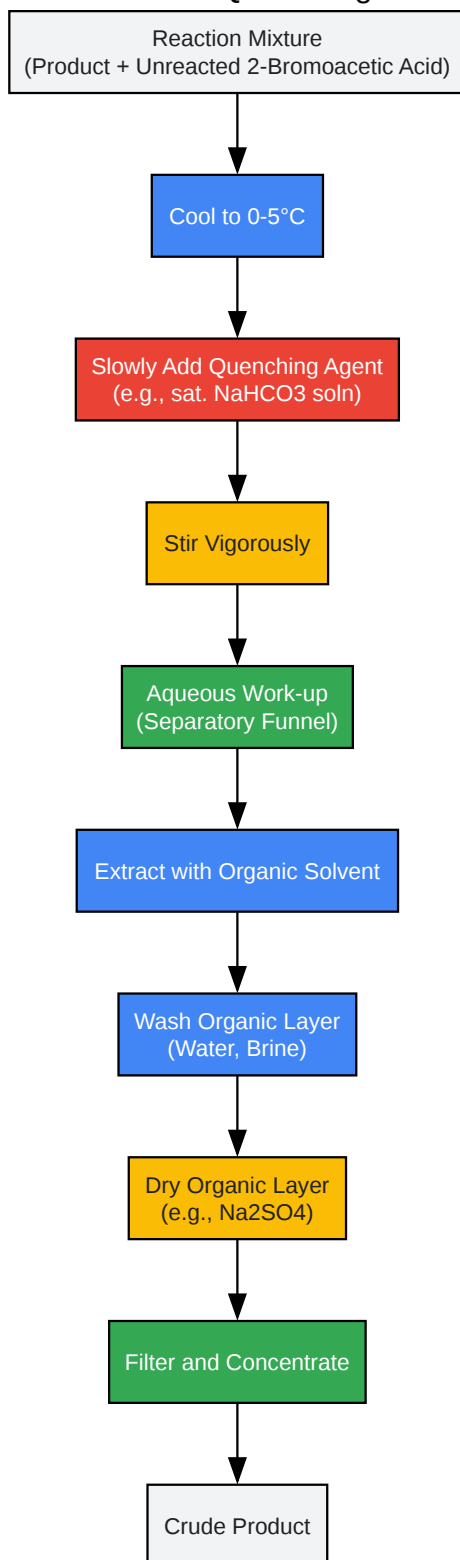 Reaction Mixture
(Product + Unreacted 2-Bromoacetic Acid)
Cool to 0-5°C
Slowly Add Quenching Agent
(e.g., sat. NaHCO3 soln)
Stir Vigorously
Aqueous Work-up
(Separatory Funnel)
Extract with Organic Solvent
Wash Organic Layer
(Water, Brine)
Dry Organic Layer
(e.g., Na2SO4)
Filter and Concentrate
Crude Product